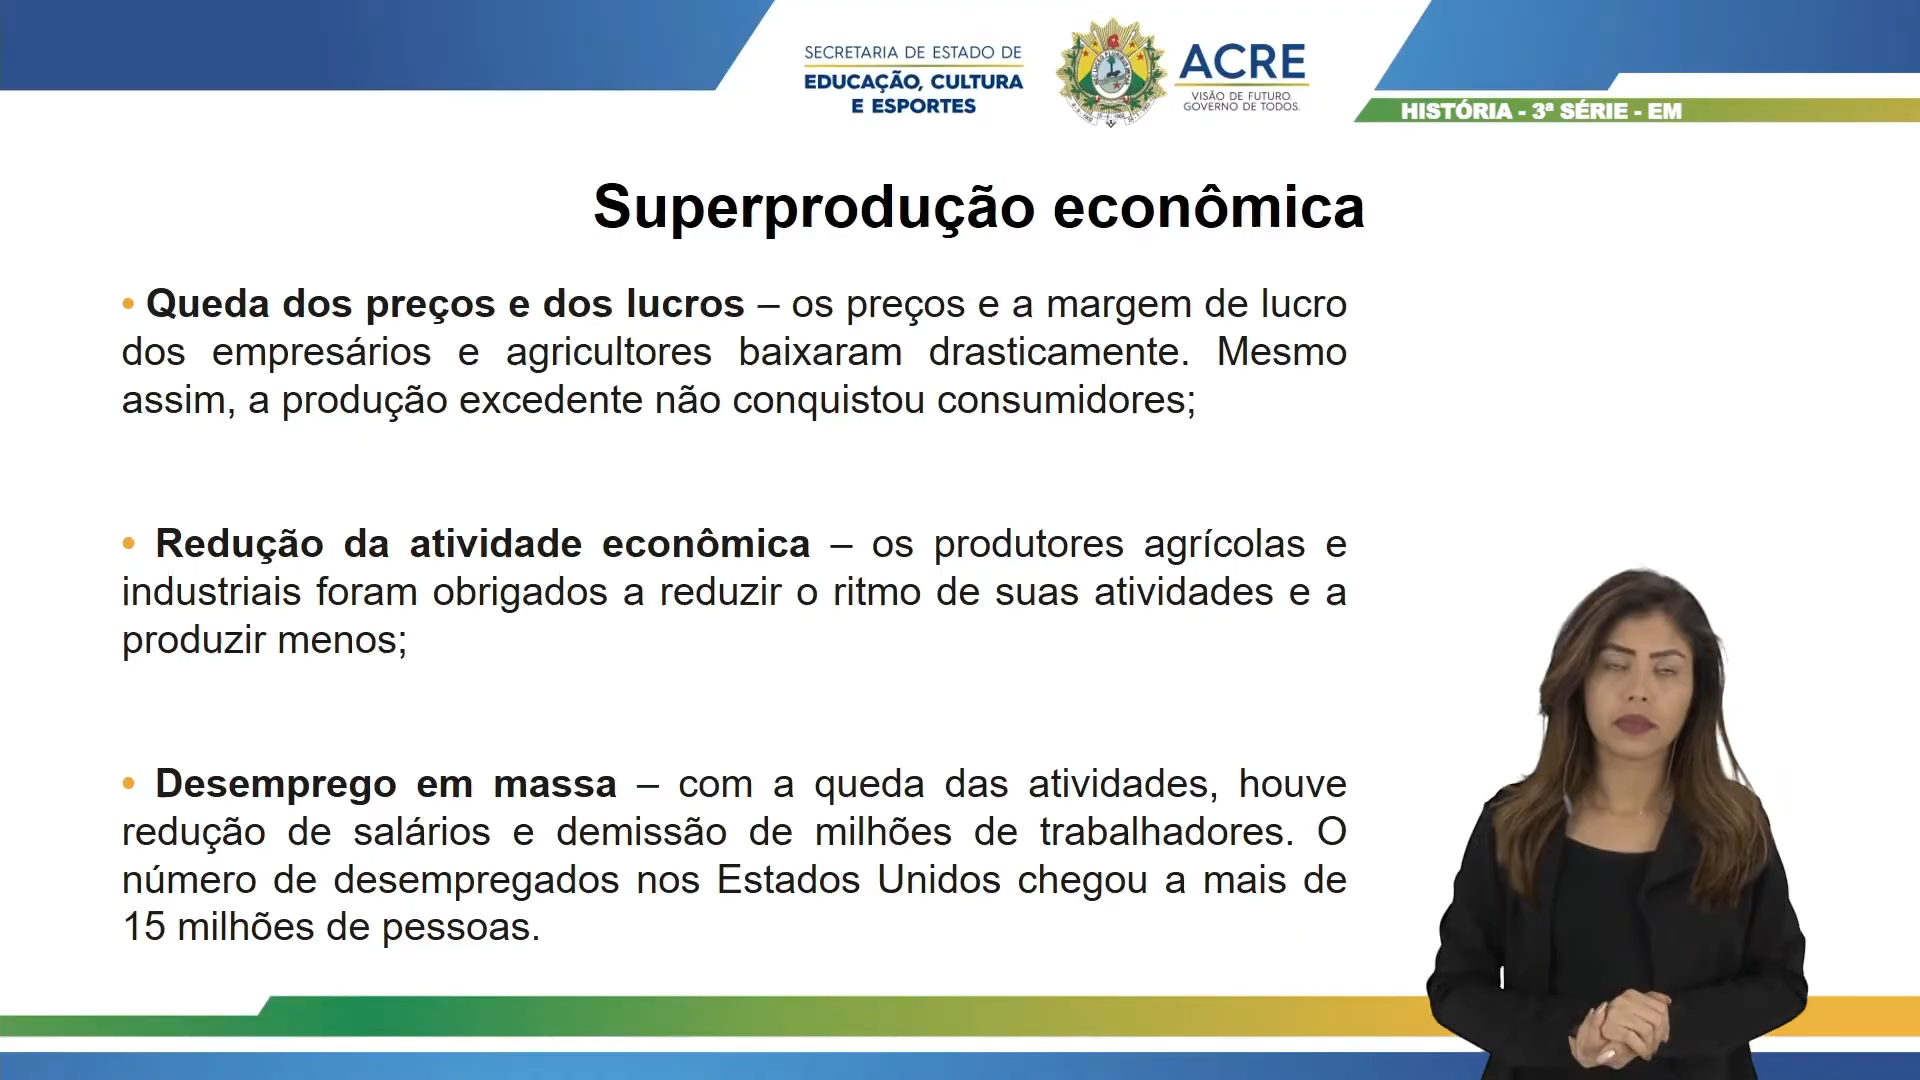 SECRETARIA DE ESTADO DE
EDUCAÇÃO, CULTURA
E ESPORTES
ACRE
VISÃO DE FUTURO.
GOVERNO DE TODOS.
HISTÓRIA - 3ª SÉRIE - EM
Superprodução econômica
• Queda dos preços e dos lucros – os preços e a margem de lucro
dos empresários e agricultores baixaram drasticamente. Mesmo
assim, a produção excedente não conquistou consumidores;
• Redução da atividade econômica – os produtores agrícolas e
industriais foram obrigados a reduzir o ritmo de suas atividades e a
produzir menos;
• Desemprego em massa – com a queda das atividades, houve
redução de salários e demissão de milhões de trabalhadores. O
número de desempregados nos Estados Unidos chegou a mais de
15 milhões de pessoas.